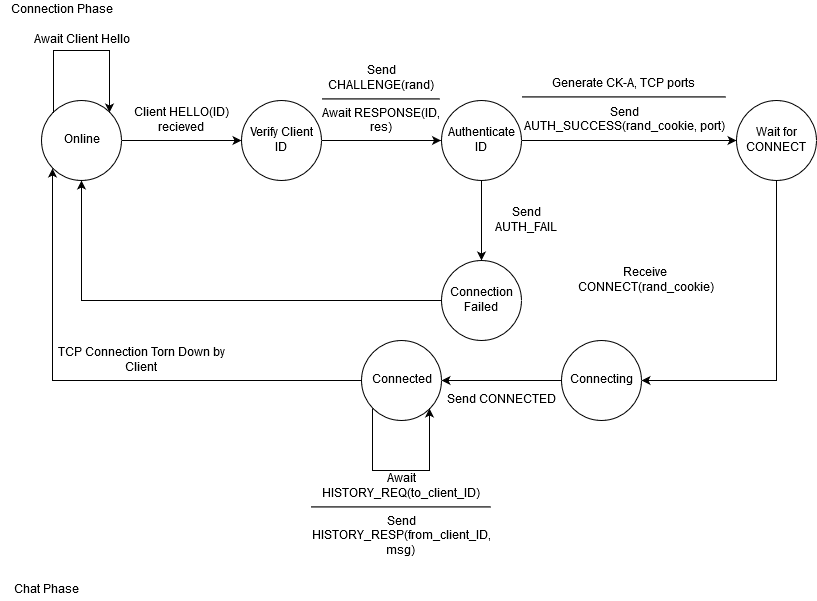 Connection Phase
Await Client Hello
Online
Client HELLO(ID)
recieved
Verify Client
ID
Send
CHALLENGE(rand)
Await RESPONSE(ID,
res)
Authenticate
ID
Generate CK-A, TCP ports
Send
AUTH_SUCCESS(rand_cookie, port)
Wait for
CONNECT
Send
AUTH_FAIL
Connection
Failed
Receive
CONNECT(rand_cookie)
TCP Connection Torn Down by
Client
Connected
Send CONNECTED
Connecting
Await
HISTORY_REQ(to_client_ID)
Send
HISTORY_RESP(from_client_ID,
msg)
Chat Phase